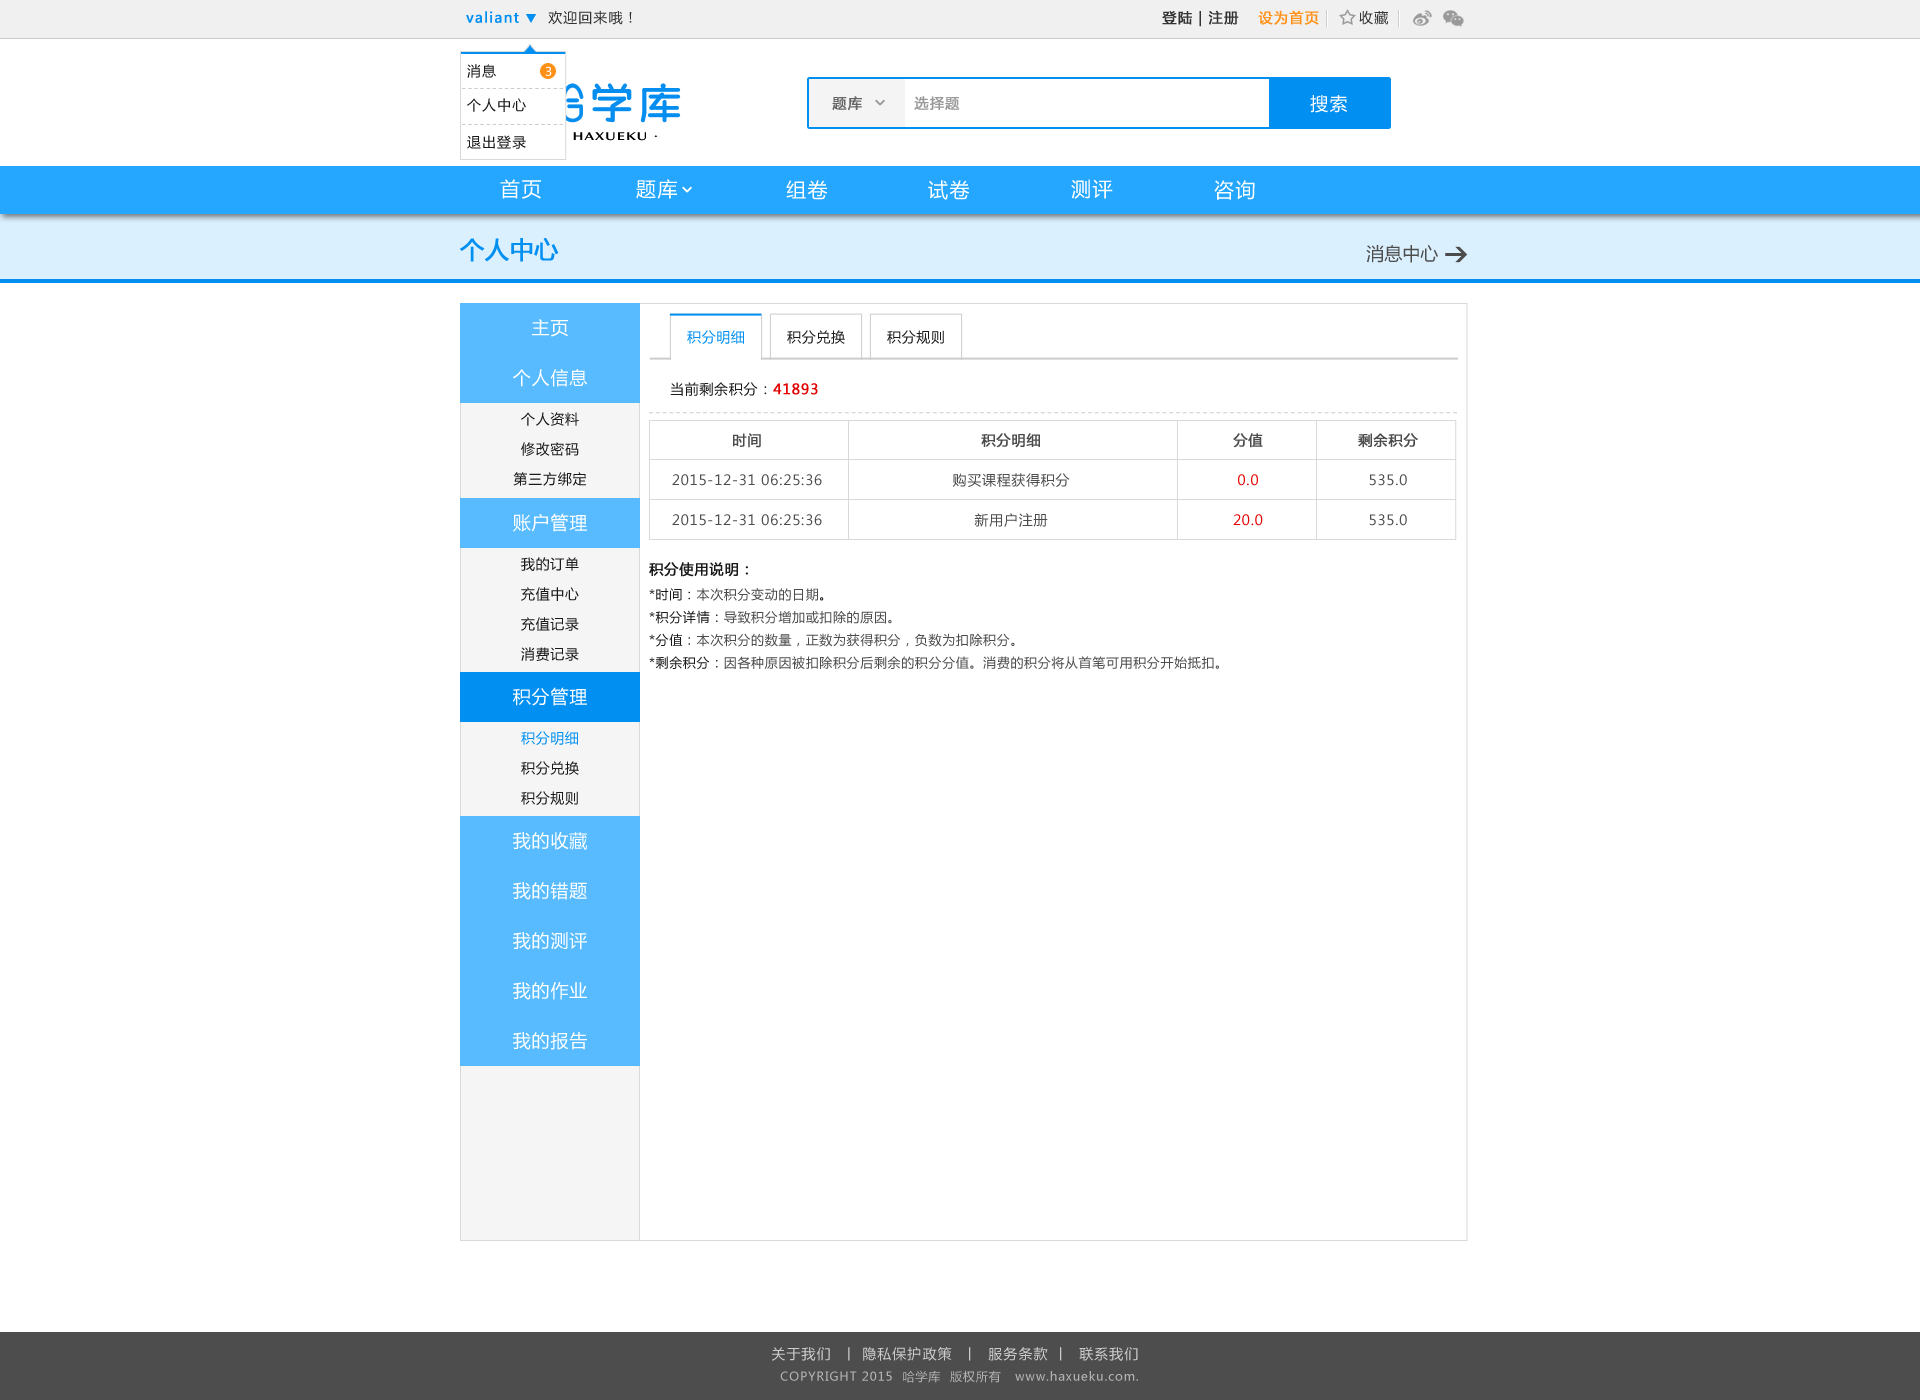 valiant ▼ 欢迎回来哦！
登陆 | 注册 设为首页 收藏
消息 3
个人中心
退出登录
学库
HAXUEKU ·
题库 选择题 搜索
首页 题库 组卷 试卷 测评 咨询
个人中心
消息中心
主页
个人信息
个人资料
修改密码
第三方绑定
账户管理
我的订单
充值中心
充值记录
消费记录
积分管理
积分明细
积分兑换
积分规则
我的收藏
我的错题
我的测评
我的作业
我的报告
积分明细 积分兑换 积分规则
当前剩余积分：41893
时间 积分明细 分值 剩余积分
2015-12-31 06:25:36 购买课程获得积分 0.0 535.0
2015-12-31 06:25:36 新用户注册 20.0 535.0
积分使用说明：
*时间：本次积分变动的日期。
*积分详情：导致积分增加或扣除的原因。
*分值：本次积分的数量，正数为获得积分，负数为扣除积分。
*剩余积分：因各种原因被扣除积分后剩余的积分分值。消费的积分将从首笔可用积分开始抵扣。
关于我们 | 隐私保护政策 | 服务条款 | 联系我们
COPYRIGHT 2015 哈学库 版权所有 www.haxueku.com.